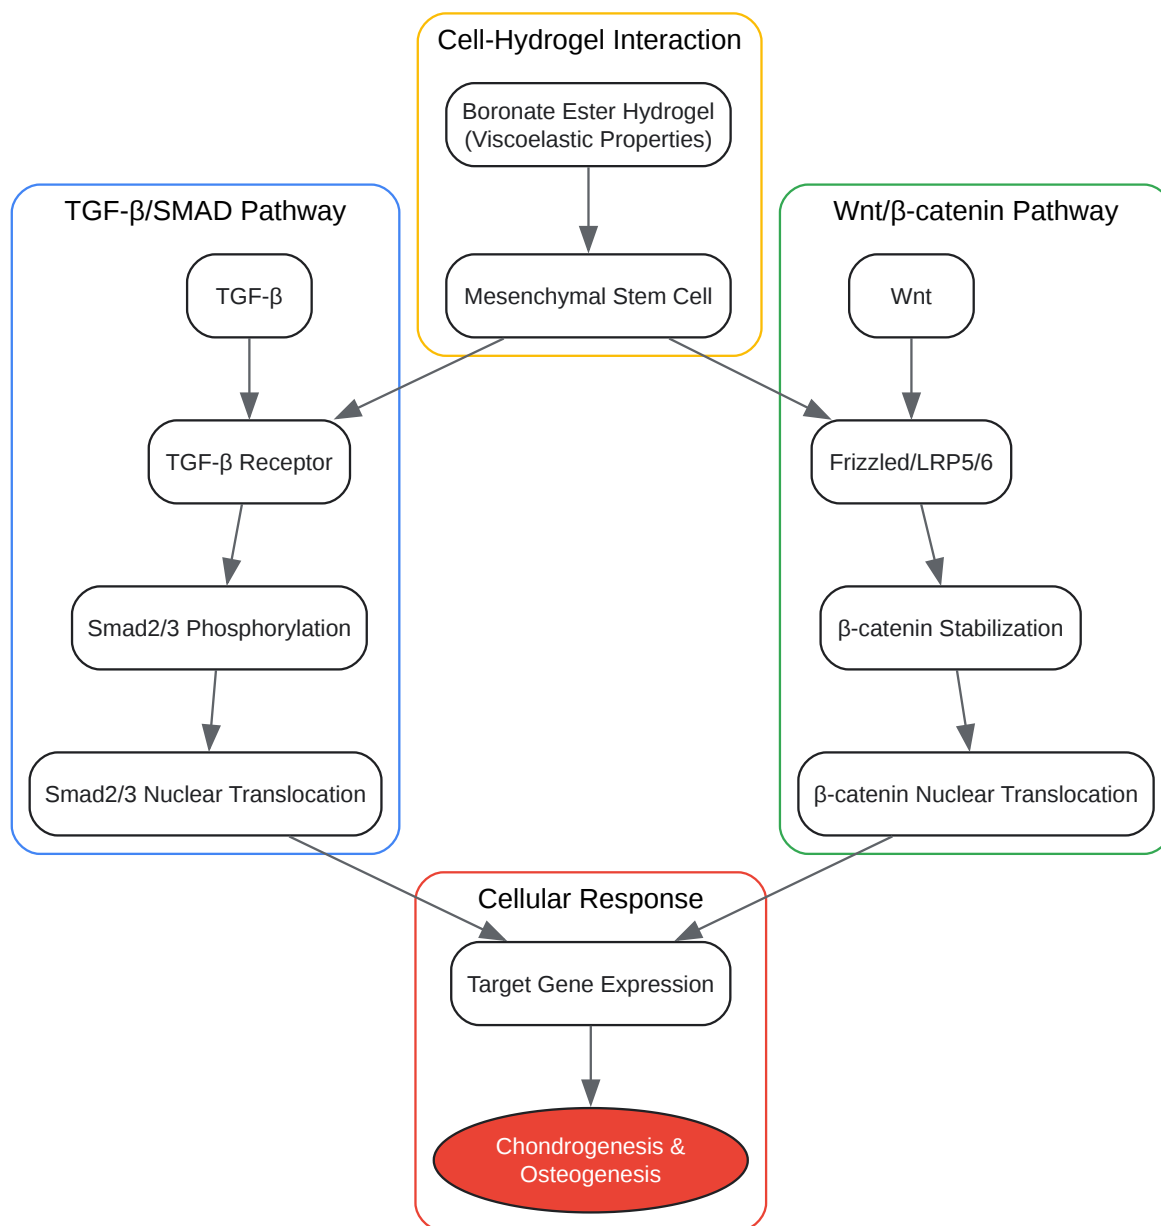 Cell-Hydrogel Interaction
Boronate Ester Hydrogel
(Viscoelastic Properties)
Mesenchymal Stem Cell
TGF-β/SMAD Pathway
TGF-β
TGF-β Receptor
Smad2/3 Phosphorylation
Smad2/3 Nuclear Translocation
Wnt/β-catenin Pathway
Wnt
Frizzled/LRP5/6
β-catenin Stabilization
β-catenin Nuclear Translocation
Cellular Response
Target Gene Expression
Chondrogenesis &
Osteogenesis